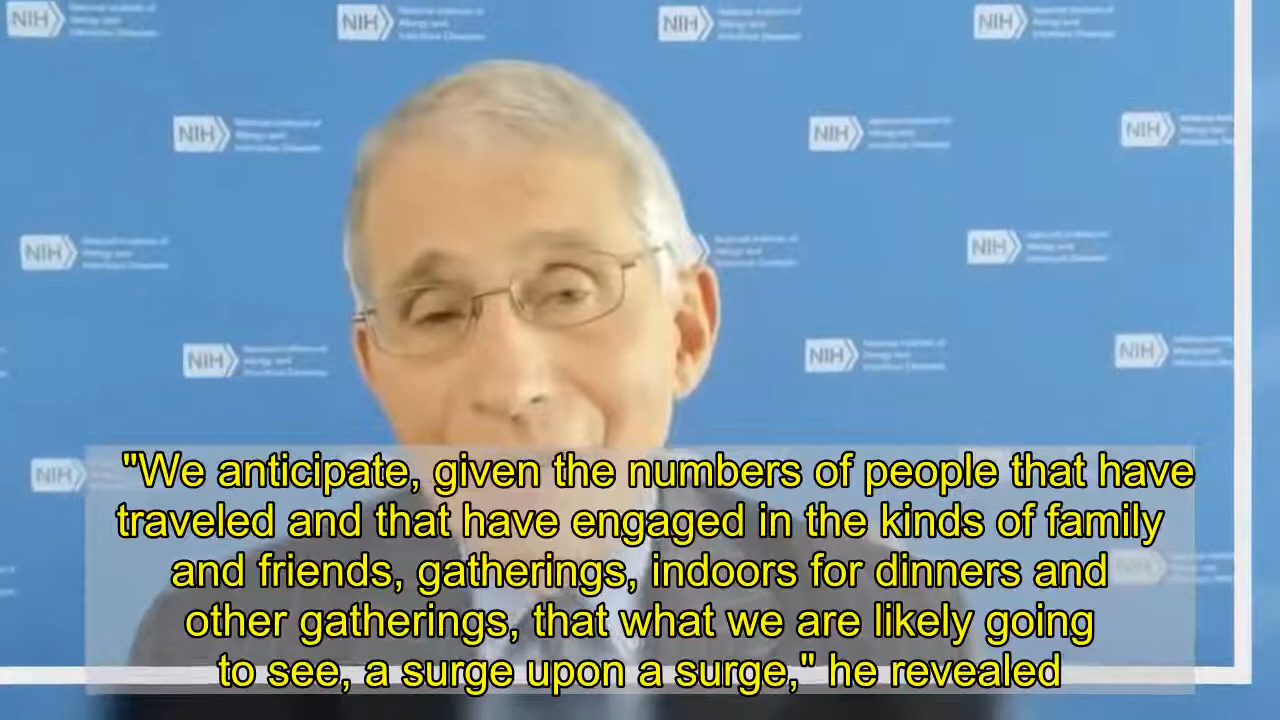 NIH
NIH
NIH
NIH
NIH
NIH
NIH
NIH
NIH
NIH
NIH
NIH
NIH
"We anticipate, given the numbers of people that have
traveled and that have engaged in the kinds of family
and friends, gatherings, indoors for dinners and
other gatherings, that what we are likely going
to see, a surge upon a surge," he revealed